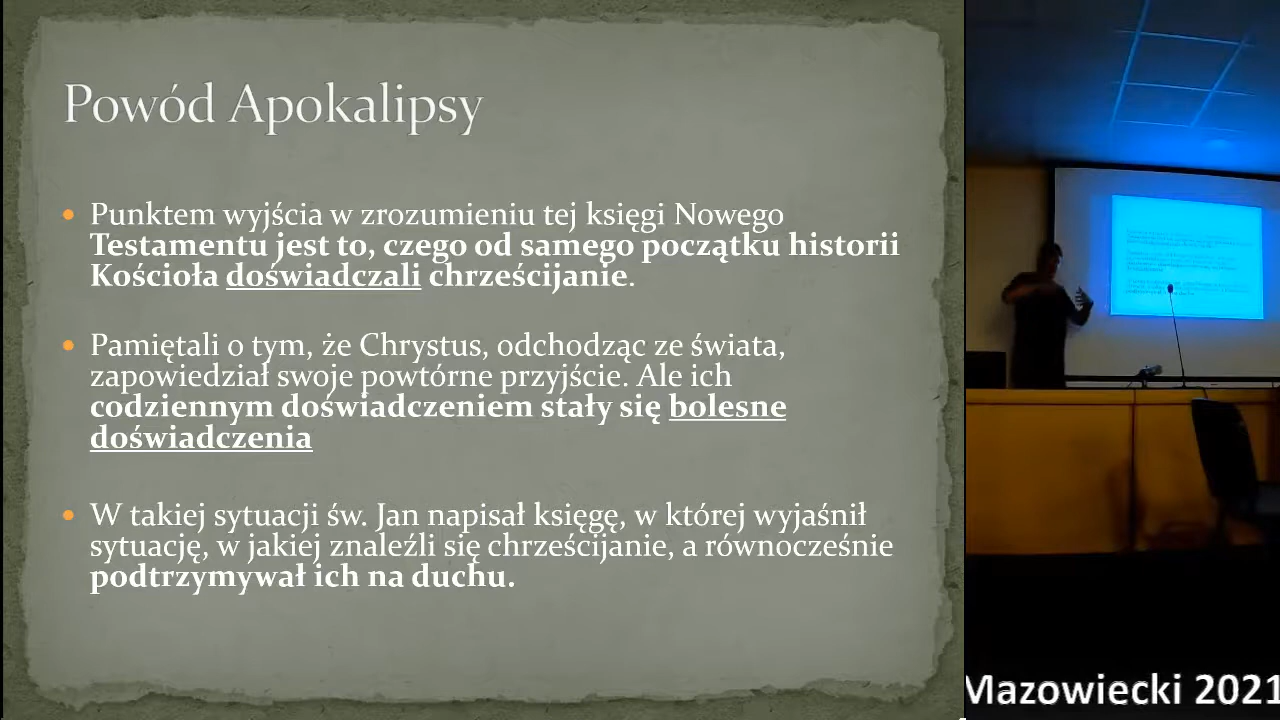 Powód Apokalipsy
• Punktem wyjścia w zrozumieniu tej księgi Nowego
Testamentu jest to, czego od samego początku historii
Kościoła doświadczali chrześcijanie.
• Pamiętali o tym, że Chrystus, odchodząc ze świata,
zapowiedział swoje powtórne przyjście. Ale ich
codziennym doświadczeniem stały się bolesne
doświadczenia
• W takiej sytuacji św. Jan napisał księgę, w której wyjaśnił
sytuację, w jakiej znaleźli się chrześcijanie, a równocześnie
podtrzymywał ich na duchu.
Mazowiecki 2021